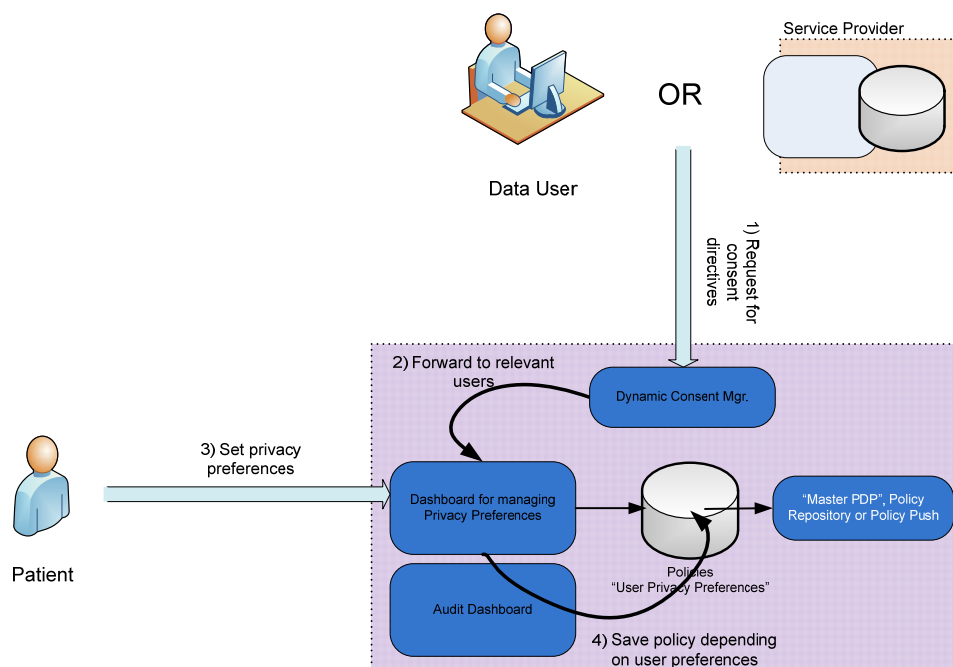 Service Provider
OR
Data User
1) Request for
consent
directives
2) Forward to relevant
users
Dynamic Consent Mgr.
3) Set privacy
preferences
Dashboard for managing
Privacy Preferences
“Master PDP”, Policy
Repository or Policy Push
Patient
Policies
“User Privacy Preferences”
Audit Dashboard
4) Save policy depending
on user preferences